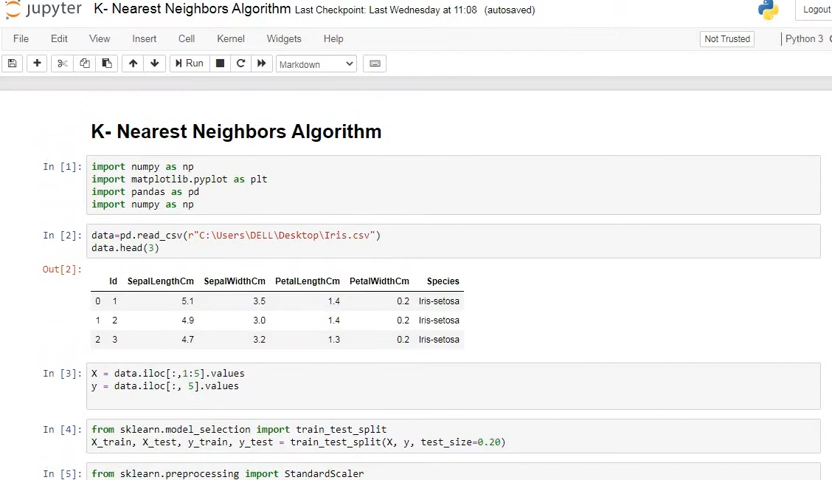 jupyter K- Nearest Neighbors Algorithm Last Checkpoint: Last Wednesday at 11:08 (autosaved) Logout
File Edit View Insert Cell Kernel Widgets Help Not Trusted Python 3
Run Markdown
K- Nearest Neighbors Algorithm
In [1]: import numpy as np
import matplotlib.pyplot as plt
import pandas as pd
import numpy as np
In [2]: data=pd.read_csv(r"C:\Users\DELL\Desktop\Iris.csv")
data.head(3)
Out[2]:
Id SepalLengthCm SepalWidthCm PetalLengthCm PetalWidthCm Species
0 1 5.1 3.5 1.4 0.2 Iris-setosa
1 2 4.9 3.0 1.4 0.2 Iris-setosa
2 3 4.7 3.2 1.3 0.2 Iris-setosa
In [3]: X = data.iloc[:,1:5].values
y = data.iloc[:, 5].values
In [4]: from sklearn.model_selection import train_test_split
X_train, X_test, y_train, y_test = train_test_split(X, y, test_size=0.20)
In [5]: from sklearn.preprocessing import StandardScaler